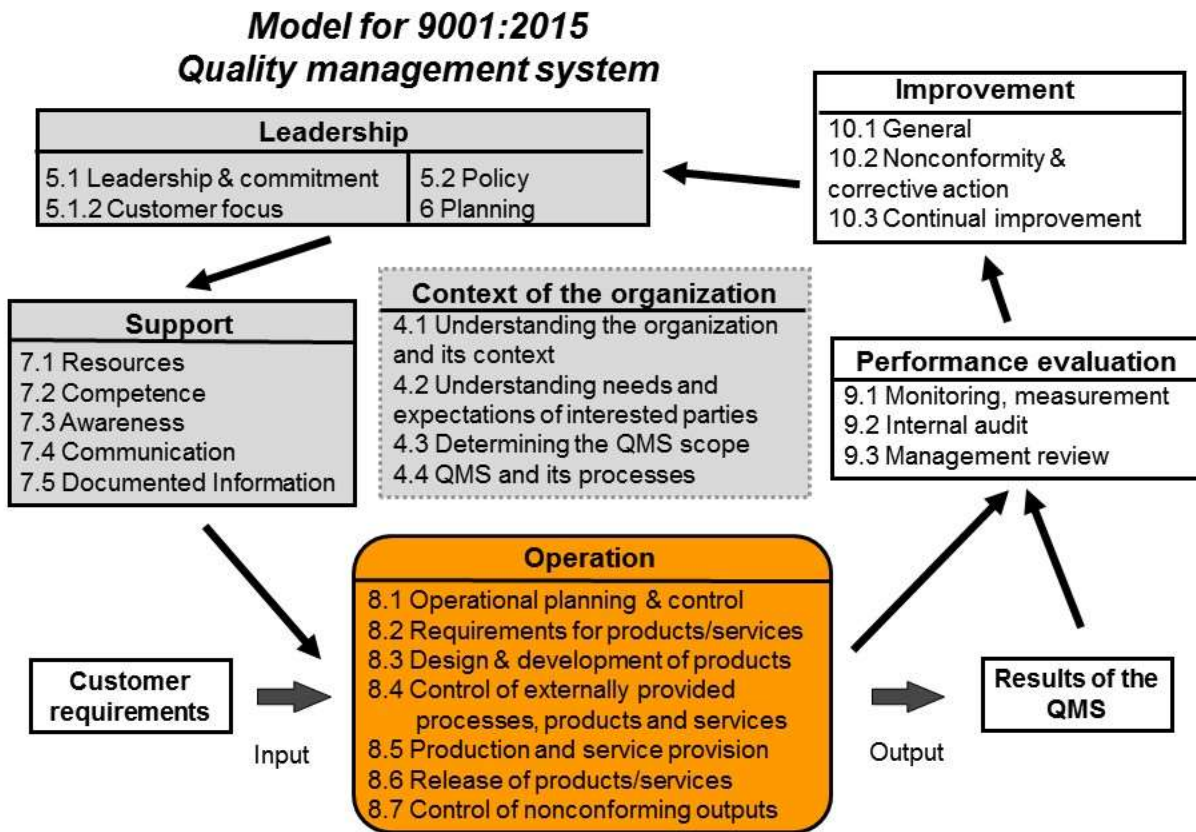 Model for 9001:2015
Quality management system
Leadership
5.1 Leadership & commitment
5.1.2 Customer focus
5.2 Policy
6 Planning
Improvement
10.1 General
10.2 Nonconformity &
corrective action
10.3 Continual improvement
Support
7.1 Resources
7.2 Competence
7.3 Awareness
7.4 Communication
7.5 Documented Information
Context of the organization
4.1 Understanding the organization
and its context
4.2 Understanding needs and
expectations of interested parties
4.3 Determining the QMS scope
4.4 QMS and its processes
Performance evaluation
9.1 Monitoring, measurement
9.2 Internal audit
9.3 Management review
Customer
requirements
Input
Operation
8.1 Operational planning & control
8.2 Requirements for products/services
8.3 Design & development of products
8.4 Control of externally provided
processes, products and services
8.5 Production and service provision
8.6 Release of products/services
8.7 Control of nonconforming outputs
Output
Results of the
QMS